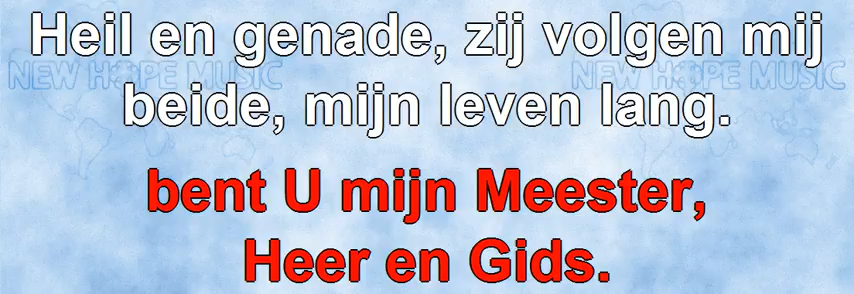 Heil en genade, zij volgen mij
NEW HOPE MUSIC NEW HOPE MUSIC
beide, mijn leven lang.
bent U mijn Meester,
Heer en Gids.